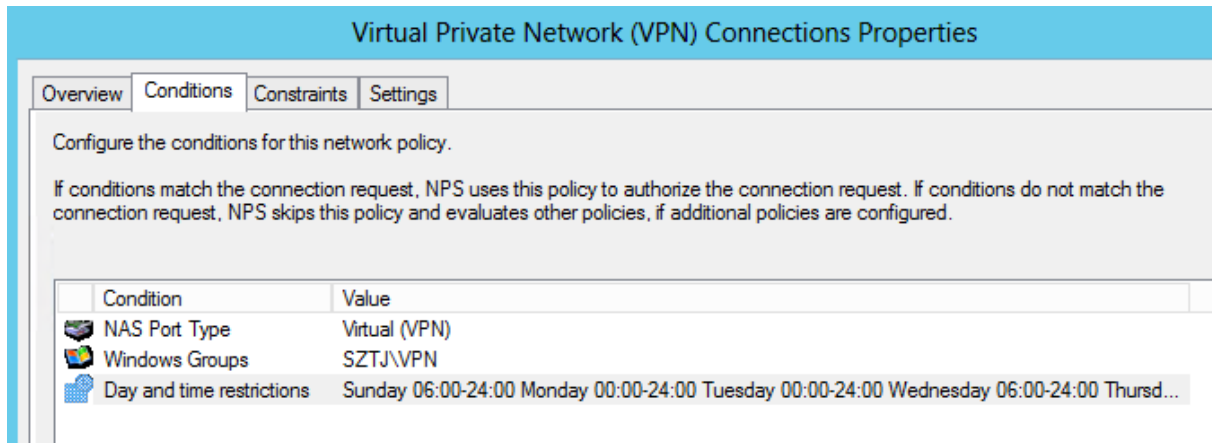 Virtual Private Network (VPN) Connections Properties
Overview Conditions Constraints Settings
Configure the conditions for this network policy.
If conditions match the connection request, NPS uses this policy to authorize the connection request. If conditions do not match the
connection request, NPS skips this policy and evaluates other policies, if additional policies are configured.
Condition Value
NAS Port Type Virtual (VPN)
Windows Groups SZTJ\VPN
Day and time restrictions Sunday 06:00-24:00 Monday 00:00-24:00 Tuesday 00:00-24:00 Wednesday 06:00-24:00 Thursd...